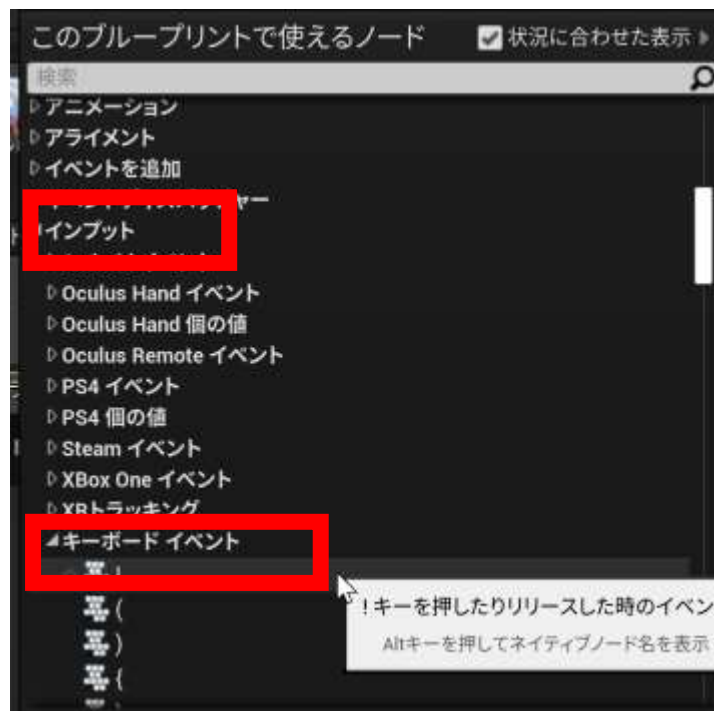 このブループリントで使えるノード
状況に合わせた表示
検索
アニメーション
アライメント
イベントを追加
インプット
Oculus Hand イベント
Oculus Hand 個の値
Oculus Remote イベント
PS4 イベント
PS4 個の値
Steam イベント
XBox One イベント
XRトラッキング
キーボード イベント
!
! キーを押したりリリースした時のイベン
(
Altキーを押してネイティブノード名を表示
)
{